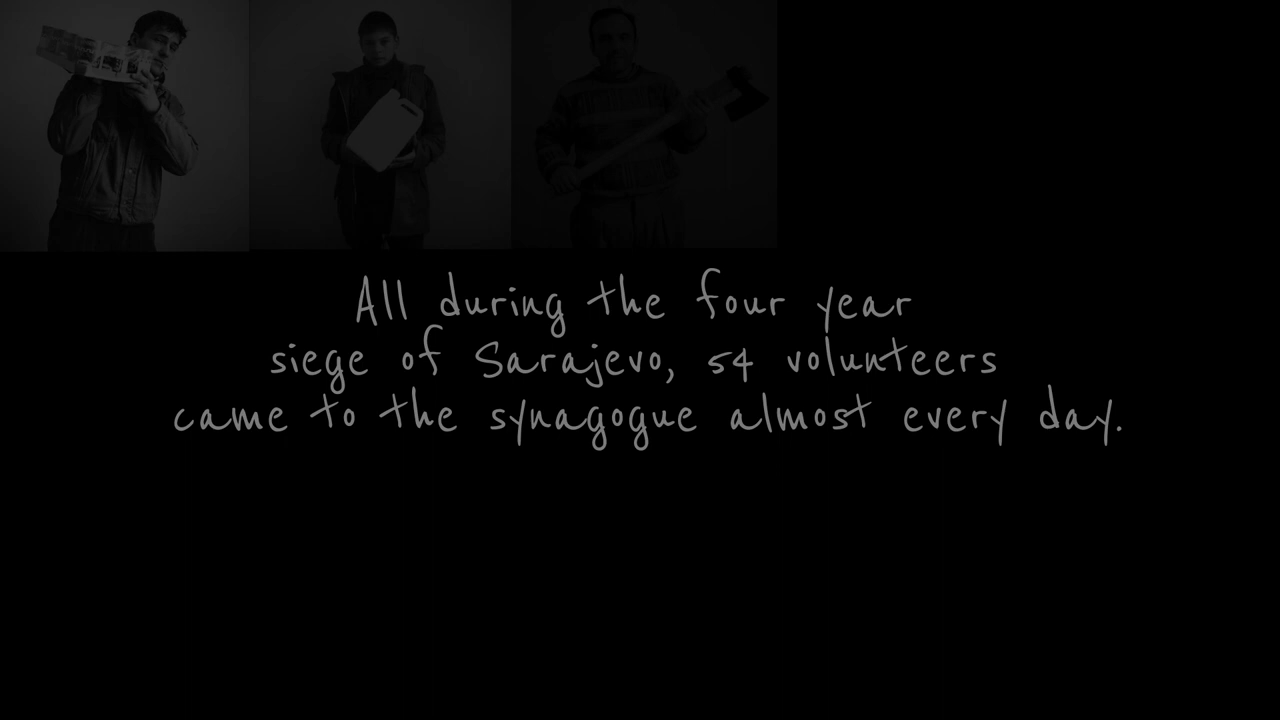 All during the four year
siege of Sarajevo, 54 volunteers
came to the synagogue almost every day.